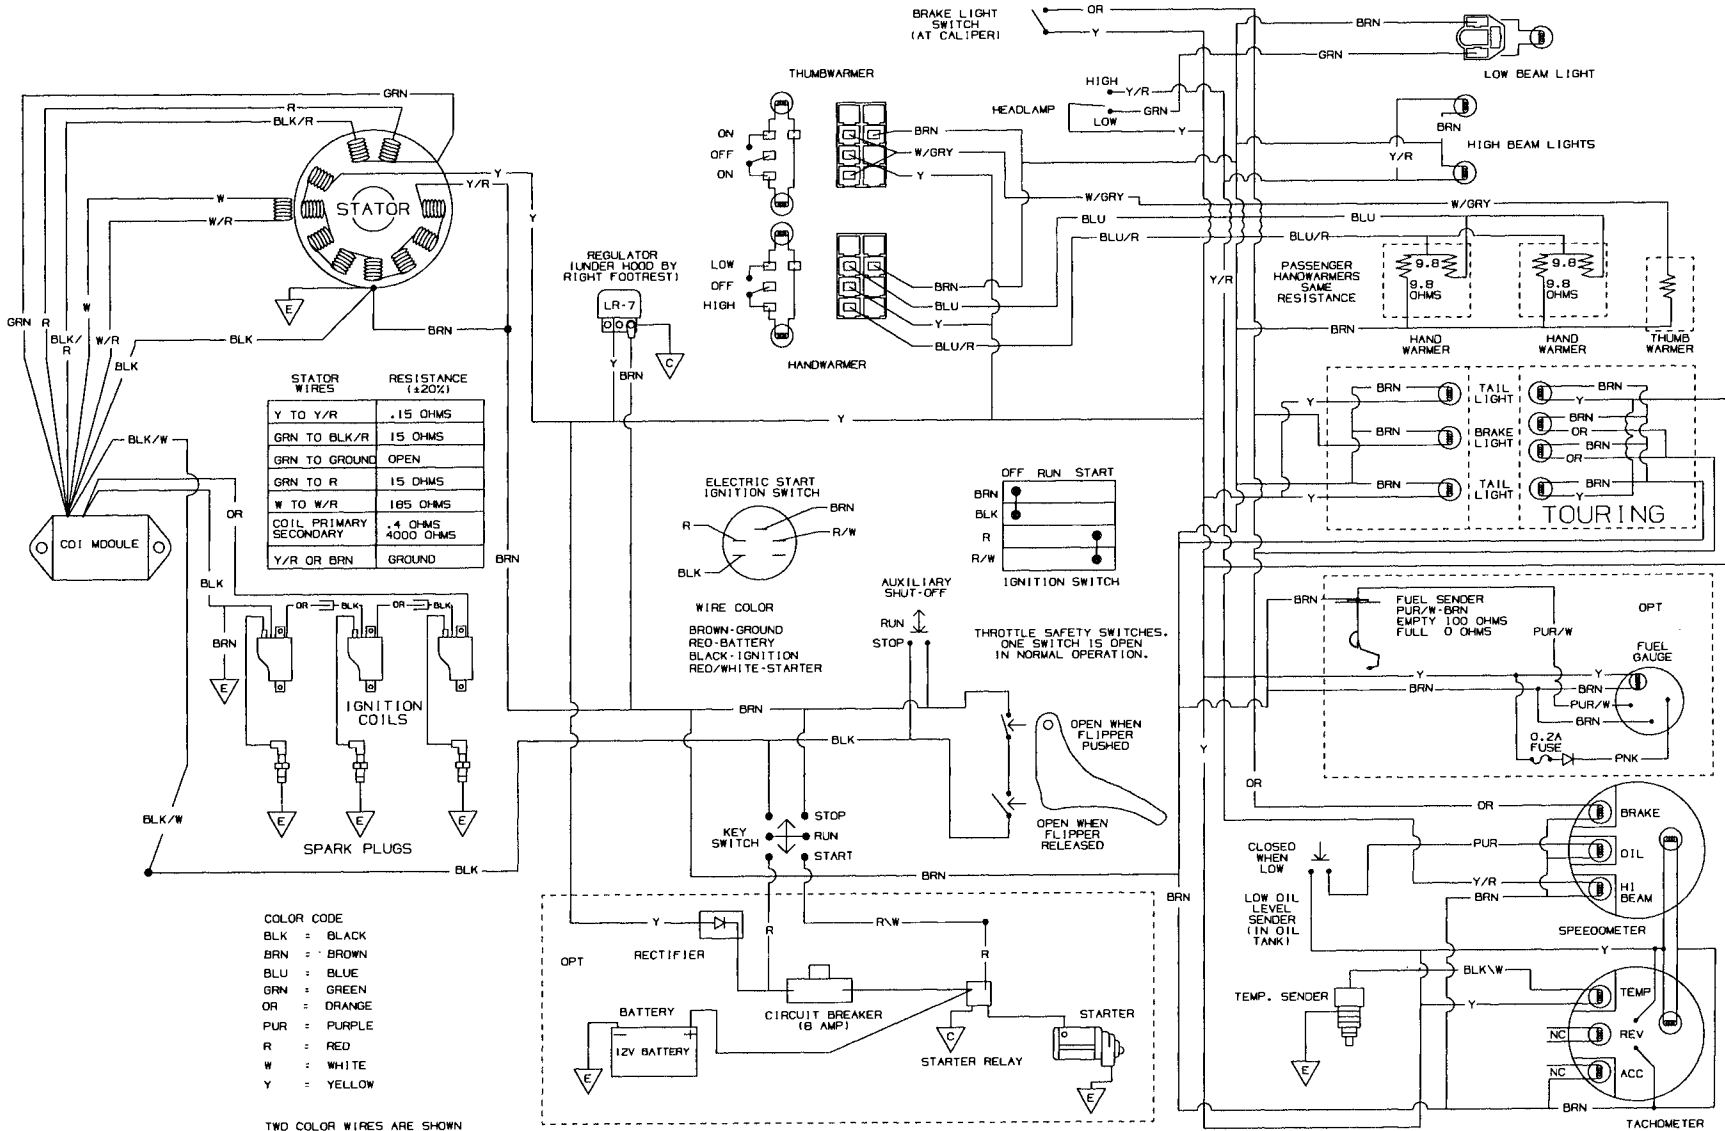 BRAKE LIGHT
SWITCH
(AT CALIPER)
OR
Y
BRN
GRN
LOW BEAM LIGHT
THUMBWARMER
ON
OFF
ON
BRN
W/GRY
Y
HEADLAMP
HIGH
Y/R
GRN
LOW
Y
BRN
Y/R
HIGH BEAM LIGHTS
GRN
R
BLK/R
Y
Y/R
W
W/R
STATOR
Y
E
GRN
R
BLK/
R
W
W/R
BLK
BLK
BRN
REGULATOR
(UNDER HOOD BY
RIGHT FOOTREST)
LR-7
Y
BRN
C
LOW
OFF
HIGH
BRN
BLU
Y
BLU/R
HANDWARMER
W/GRY
BLU
BLU/R
W/GRY
BLU
BLU/R
Y/R
PASSENGER
HANDWARMERS
SAME
RESISTANCE
9.8
9.8
OHMS
9.8
9.8
OHMS
BRN
HAND
WARMER
HAND
WARMER
THUMB
WARMER
STATOR
WIRES
RESISTANCE
(±20%)
Y TO Y/R .15 OHMS
GRN TO BLK/R 15 OHMS
GRN TO GROUND OPEN
GRN TO R 15 OHMS
W TO W/R 185 OHMS
COIL PRIMARY .4 OHMS
SECONDARY 4000 OHMS
Y/R OR BRN GROUND
BRN
Y
BRN
Y
TAIL
LIGHT
BRN
Y
BRN
BRAKE
LIGHT
BRN
OR
BRN
OR
BRN
Y
TAIL
LIGHT
BRN
Y
TOURING
BLK/W
OR
CDI MODULE
BLK
BRN
E
OR
BLK
OR
BLK
IGNITION
COILS
E
E
E
SPARK PLUGS
BLK/W
BLK
ELECTRIC START
IGNITION SWITCH
R
BRN
R/W
BLK
OFF RUN START
BRN
BLK
R
R/W
IGNITION SWITCH
WIRE COLOR
BROWN-GROUND
RED-BATTERY
BLACK-IGNITION
RED/WHITE-STARTER
AUXILIARY
SHUT-OFF
RUN
STOP
THROTTLE SAFETY SWITCHES.
ONE SWITCH IS OPEN
IN NORMAL OPERATION.
BRN
BLK
OPEN WHEN
FLIPPER
PUSHED
OPEN WHEN
FLIPPER
RELEASED
KEY
SWITCH
STOP
RUN
START
BRN
BRN
FUEL SENDER
PUR/W-BRN
EMPTY 100 OHMS
FULL 0 OHMS
OPT
PUR/W
FUEL
GAUGE
Y
BRN
BRN
PUR/W
BRN
0.2A
FUSE
PNK
Y
OR
OR
BRAKE
CLOSED
WHEN
LOW
PUR
OIL
Y/R
HI
BEAM
BRN
BRN
LOW OIL
LEVEL
SENDER
(IN OIL
TANK)
SPEEDOMETER
Y
BLK\W
TEMP
Y
TEMP. SENDER
E
NC
REV
NC
ACC
BRN
TACHOMETER
OPT
Y
RECTIFIER
R
R\W
R
BATTERY
12V BATTERY
- +
E
CIRCUIT BREAKER
(8 AMP)
C
STARTER RELAY
STARTER
E
COLOR CODE
BLK = BLACK
BRN = BROWN
BLU = BLUE
GRN = GREEN
OR = ORANGE
PUR = PURPLE
R = RED
W = WHITE
Y = YELLOW
TWO COLOR WIRES ARE SHOWN